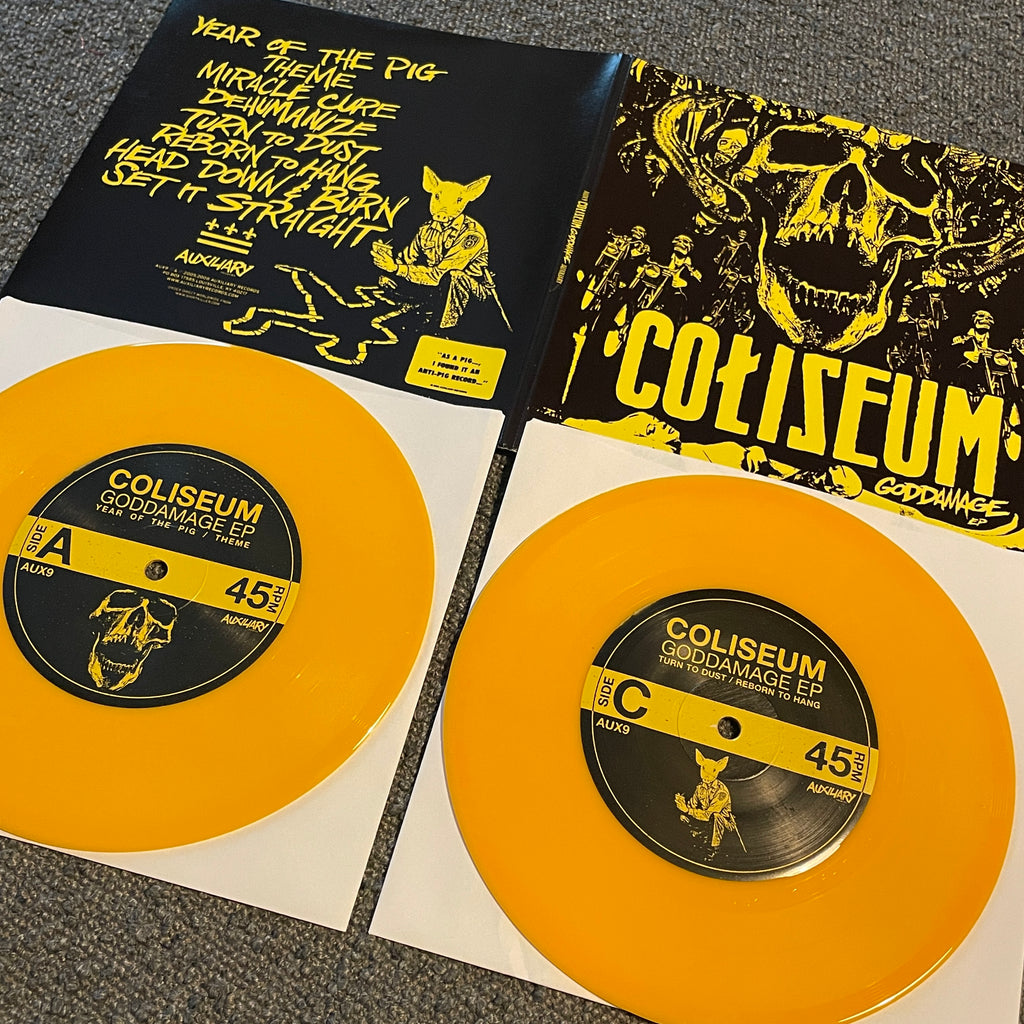 YEAR OF THE PIG
THEME
MIRACLE CURE
DEHUMANIZE
TURN TO DUST
REBORN TO HANG
HEAD DOWN & BURN
SET IT STRAIGHT
AUXILIARY
"AS A PIG...,
I FOUND IT AN
ANTI-PIG RECORD..."
COŁISEUM
GODDAMAGE
EP
COLISEUM
GODDAMAGE EP
YEAR OF THE PIG / THEME
SIDE A
AUX9
45 RPM
AUXILIARY
COLISEUM
GODDAMAGE EP
TURN TO DUST / REBORN TO HANG
SIDE C
AUX9
45 RPM
AUXILIARY